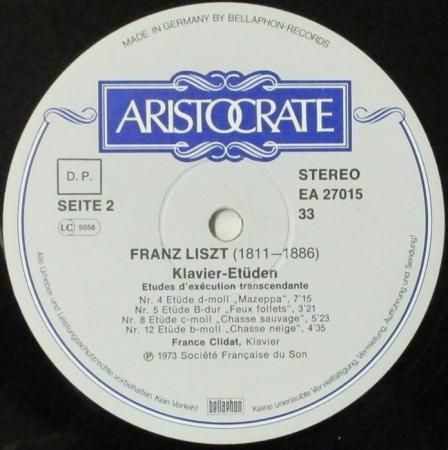 MADE IN GERMANY BY BELLAPHON-RECORDS
ARISTOCRATE
D. P.
SEITE 2
LC 5056
STEREO
EA 27015
33
FRANZ LISZT (1811—1886)
Klavier-Etüden
Etudes d'exécution transcendante
Nr. 4 Etüde d-moll „Mazeppa", 7'15
Nr. 5 Etüde B-dur „Feux follets", 3'21
Nr. 8 Etüde c-moll „Chasse sauvage", 5'23
Nr. 12 Etüde b-moll „Chasse neige", 4'35
France Clidat, Klavier
Ⓟ 1973 Société Française du Son
bellaphon
Alle Urheber und Leistungsschutzrechte vorbehalten. Kein Verleih! Keine unerlaubte Vervielfältigung, Vermietung, Aufführung und Sendung!